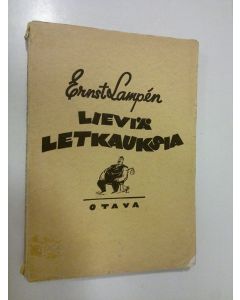 Ernst Lampén
LIEVIÄ
LETKAUKSIA
OTAVA